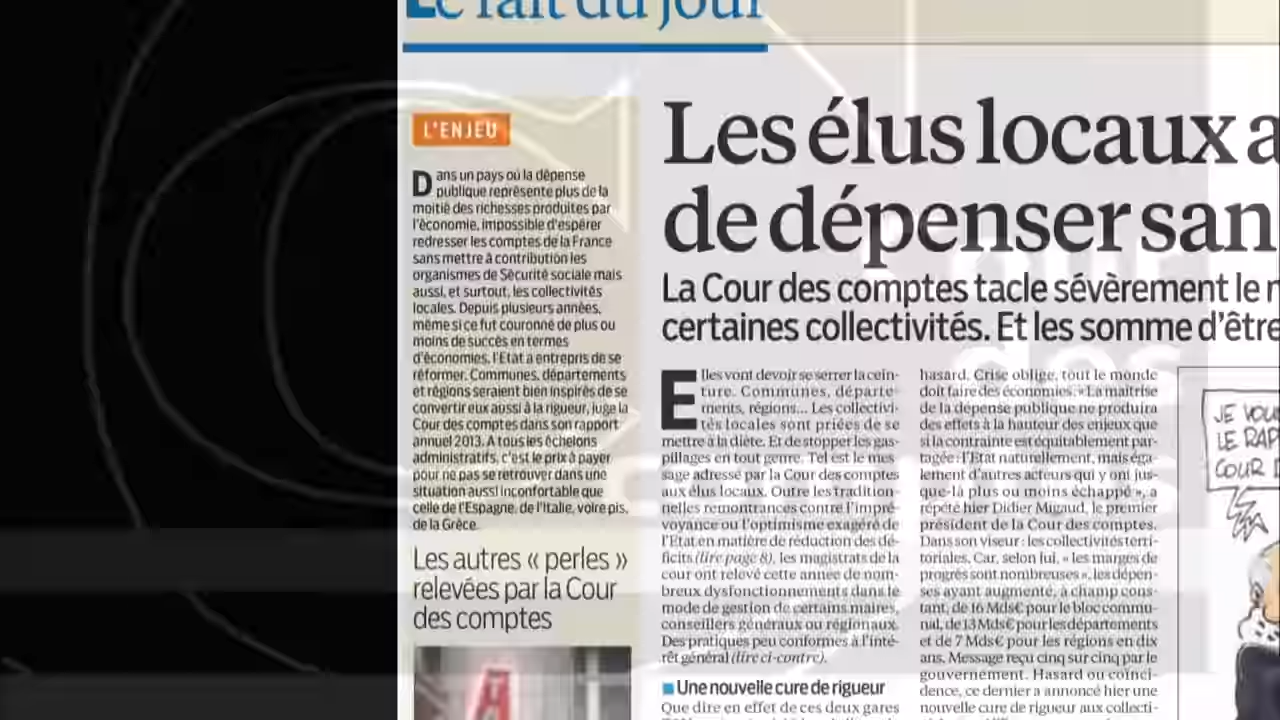 Le fait du jour
L'ENJEU
Dans un pays où la dépense
publique représente plus de la
moitié des richesses produites par
l'économie, impossible d'espérer
redresser les comptes de la France
sans mettre à contribution les
organismes de Sécurité sociale mais
aussi, et surtout, les collectivités
locales. Depuis plusieurs années,
même si ce fut couronné de plus ou
moins de succès en termes
d'économies, l'Etat a entrepris de se
réformer. Communes, départements
et régions seraient bien inspirés de se
convertir eux aussi à la rigueur, juge la
Cour des comptes dans son rapport
annuel 2013. A tous les échelons
administratifs, c'est le prix à payer
pour ne pas se retrouver dans une
situation aussi inconfortable que
celle de l'Espagne, de l'Italie, voire pis,
de la Grèce.
Les autres « perles »
relevées par la Cour
des comptes
Les élus locaux a
de dépenser san
La Cour des comptes tacle sévèrement le
certaines collectivités. Et les somme d'être
Elles vont devoir se serrer la cein-
ture. Communes, départe-
ments, régions... Les collectivi-
tés locales sont priées de se
mettre à la diète. Et de stopper les gas-
pillages en tout genre. Tel est le mes
sage adressé par la Cour des comptes
aux élus locaux. Outre les tradition-
nelles remontrances contre l'impré-
voyance ou l'optimisme exagéré de
l'Etat en matière de réduction des dé-
ficits (lire page 8), les magistrats de la
cour ont relevé cette année de nom-
breux dysfonctionnements dans le
mode de gestion de certains maires,
conseillers généraux ou régionaux.
Des pratiques peu conformes à l'inté-
rêt général (lire ci-contre).
Une nouvelle cure de rigueur
Que dire en effet de ces deux gares
hasard. Crise oblige, tout le monde
doit faire des économies. « La maîtrise
de la dépense publique ne produira
des effets à la hauteur des enjeux que
si la contrainte est équitablement par-
tagée : l'Etat naturellement, mais éga-
lement d'autres acteurs qui y ont jus-
que-là plus ou moins échappé », a
répété hier Didier Migaud, le premier
président de la Cour des comptes.
Dans son viseur : les collectivités terri-
toriales. Car, selon lui, « les marges de
progrès sont nombreuses », les dépen-
ses ayant augmenté, à champ cons-
tant, de 16 Mds€ pour le bloc commu-
nal, de 13 Mds€ pour les départements
et de 7 Mds€ pour les régions en dix
ans. Message reçu cinq sur cinq par le
gouvernement. Hasard ou coïnci-
dence, ce dernier a annoncé hier une
nouvelle cure de rigueur aux collecti-
JE VOU
LE RAP
COUR D